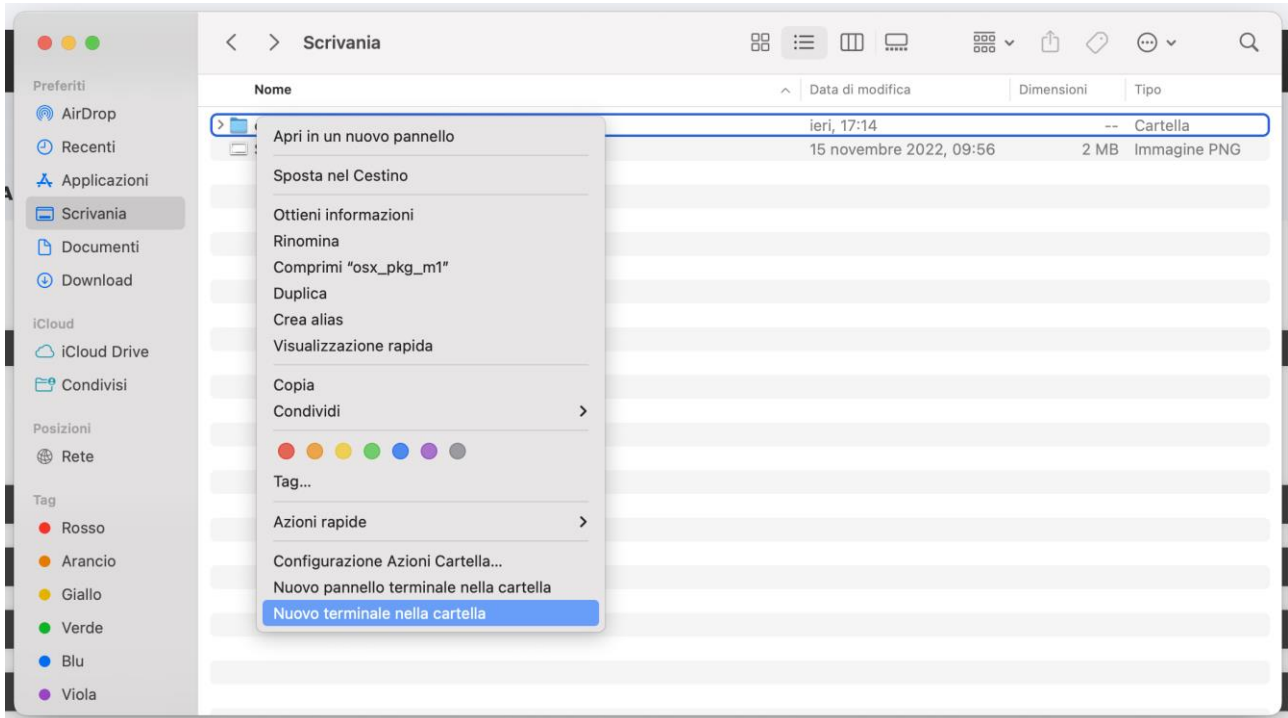 Scrivania
Preferiti
AirDrop
Recenti
Applicazioni
Scrivania
Documenti
Download
iCloud
iCloud Drive
Condivisi
Posizioni
Rete
Tag
Rosso
Arancio
Giallo
Verde
Blu
Viola
Nome Data di modifica Dimensioni Tipo
ieri, 17:14 -- Cartella
15 novembre 2022, 09:56 2 MB Immagine PNG
Apri in un nuovo pannello
Sposta nel Cestino
Ottieni informazioni
Rinomina
Comprimi “osx_pkg_m1”
Duplica
Crea alias
Visualizzazione rapida
Copia
Condividi
Tag...
Azioni rapide
Configurazione Azioni Cartella...
Nuovo pannello terminale nella cartella
Nuovo terminale nella cartella